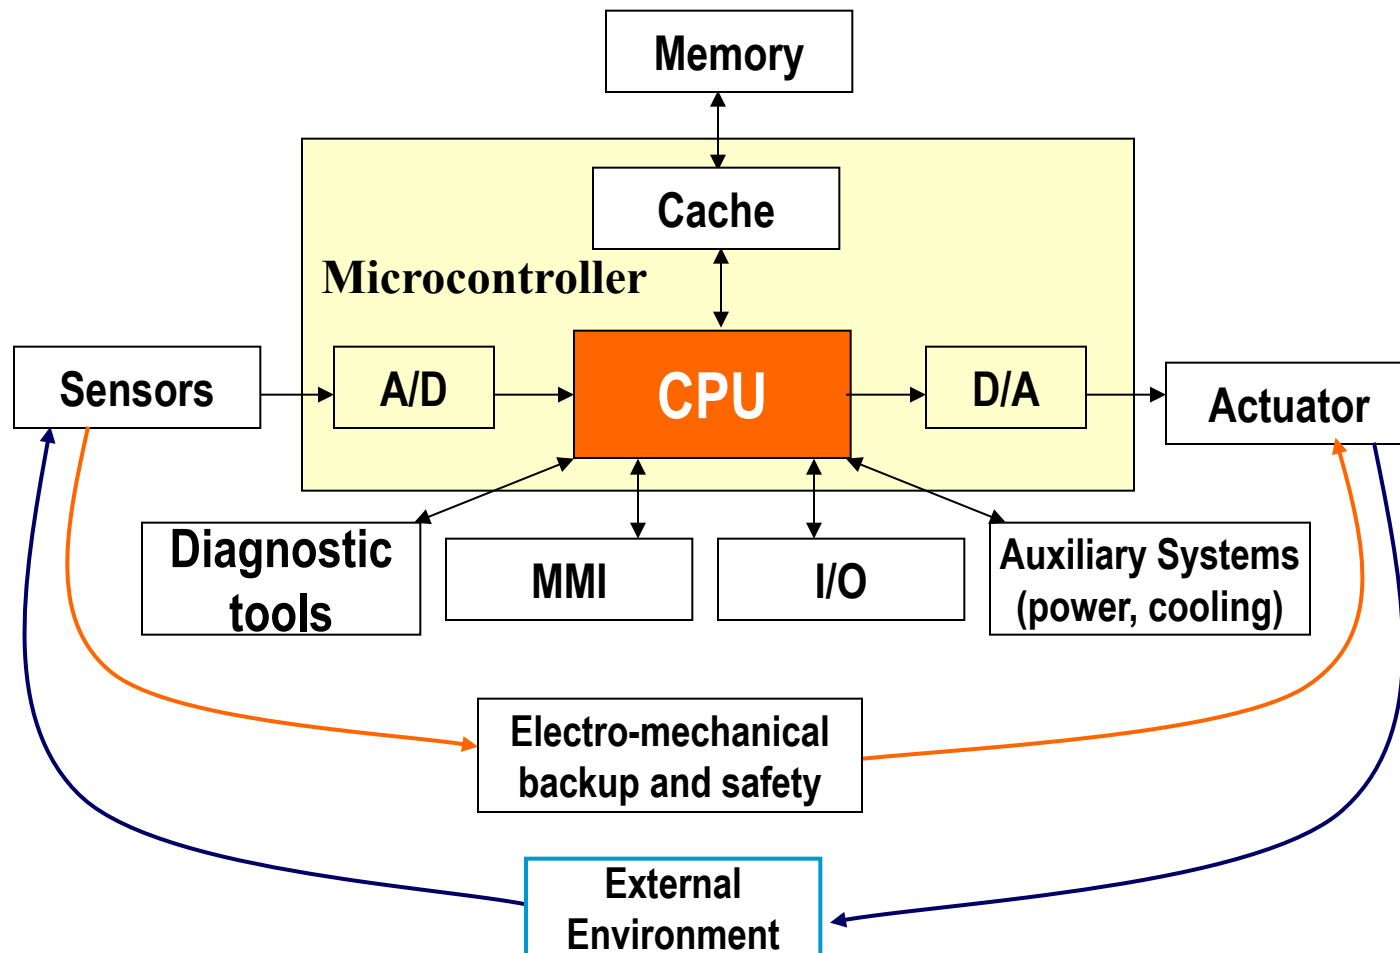 Memory
Cache
Microcontroller
Sensors
A/D
CPU
D/A
Actuator
Diagnostic
tools
MMI
I/O
Auxiliary Systems
(power, cooling)
Electro-mechanical
backup and safety
External
Environment